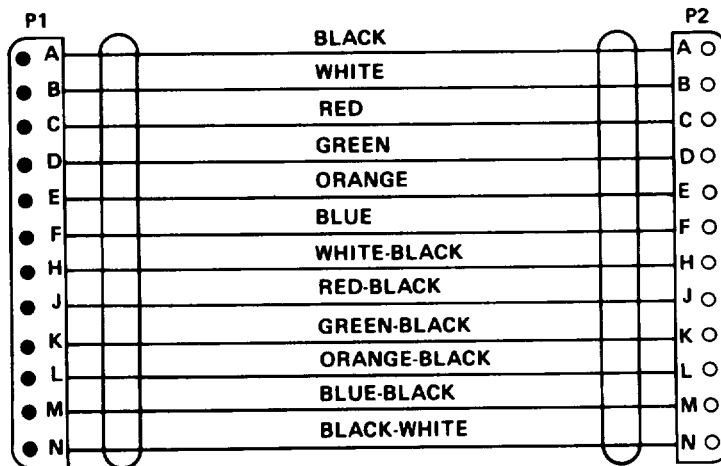 P1 P2
A BLACK A
B WHITE B
C RED C
D GREEN D
E ORANGE E
F BLUE F
H WHITE-BLACK H
J RED-BLACK J
K GREEN-BLACK K
L ORANGE-BLACK L
M BLUE-BLACK M
N BLACK-WHITE N